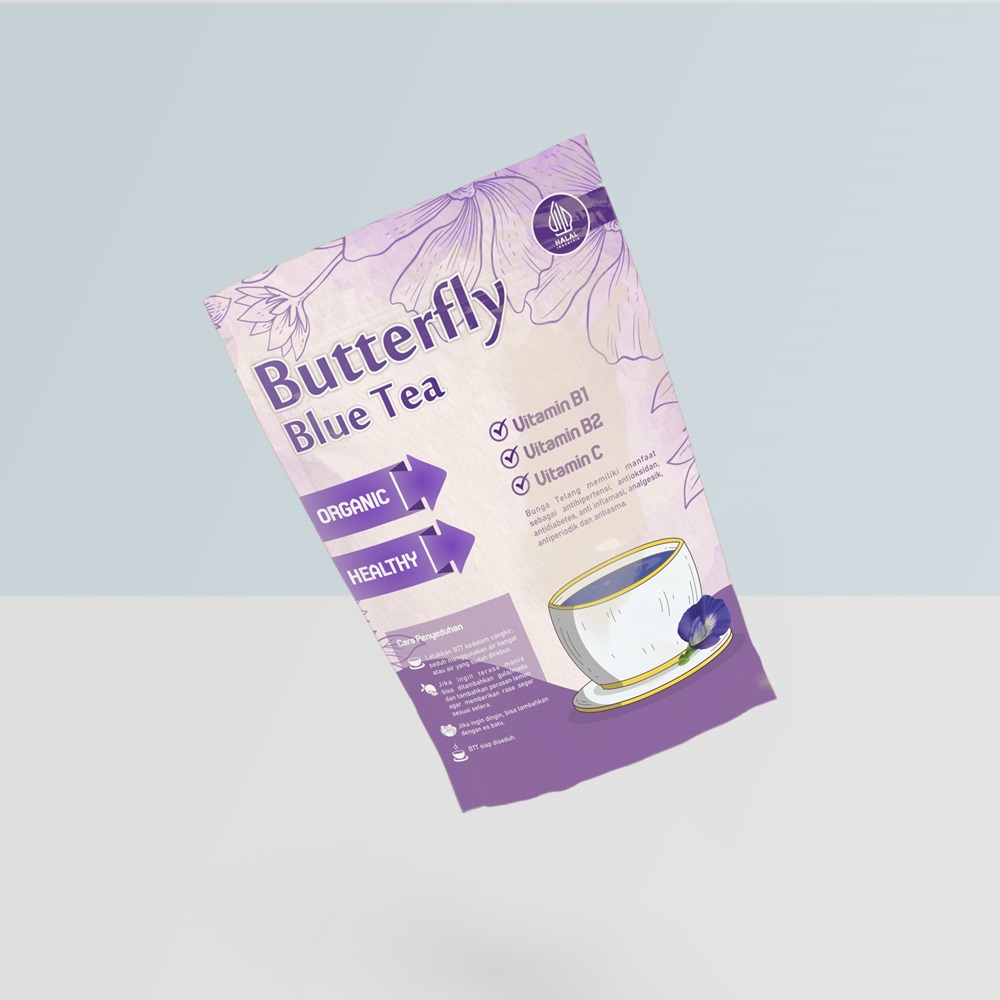 HALAL
INDONESIA
Butterfly
Blue Tea
Vitamin B1
Vitamin B2
Vitamin C
Bunga Telang memiliki manfaat
sebagai antihipertensi, antioksidan,
antidiabetes, anti inflamasi, analgesik,
antiperiodik dan antiasma.
ORGANIC
HEALTHY
Cara Penyeduhan
Letakkan BTT kedalam cangkir,
seduh menggunakan air hangat
atau air yang sudah direbus.
Jika ingin terasa manis
bisa ditambahkan gula/madu
dan tambahkan perasan lemon
agar memberikan rasa segar
sesuai selera.
Jika ingin dingin, bisa tambahkan
dengan es batu.
BTT siap diseduh.